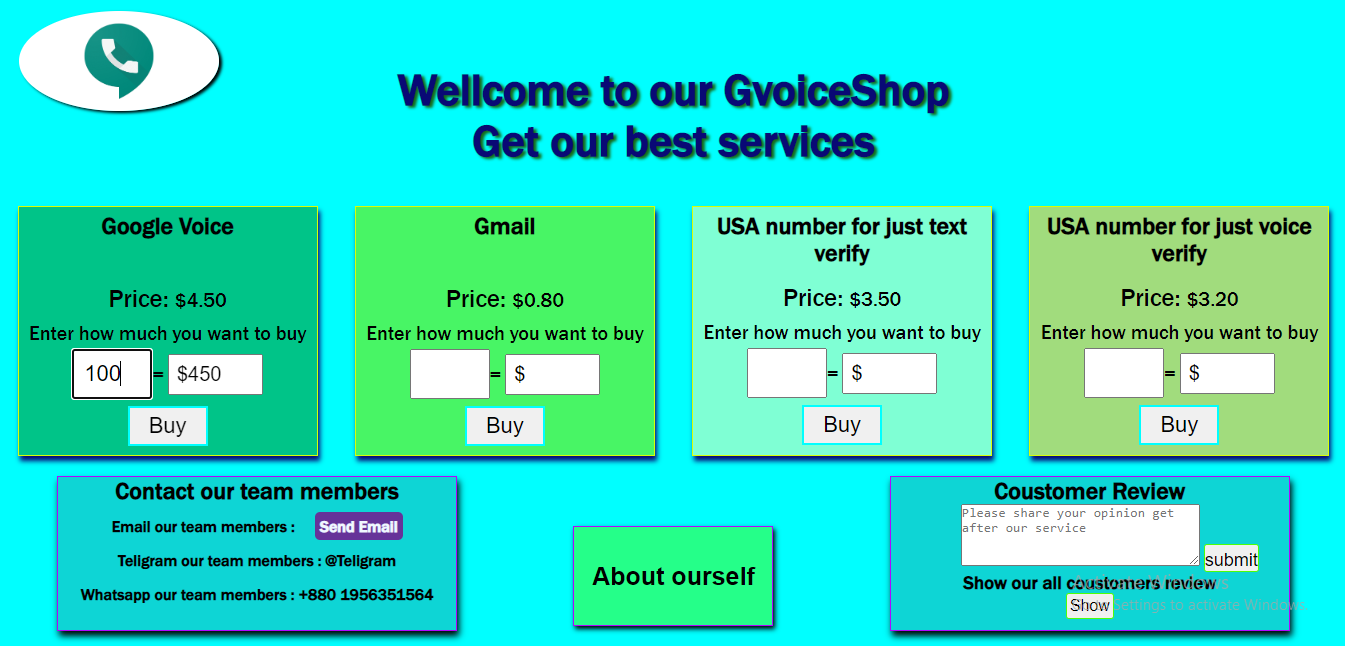 Wellcome to our GvoiceShop
Get our best services
Google Voice
Price: $4.50
Enter how much you want to buy
100 = $450
Buy
Gmail
Price: $0.80
Enter how much you want to buy
= $
Buy
USA number for just text
verify
Price: $3.50
Enter how much you want to buy
= $
Buy
USA number for just voice
verify
Price: $3.20
Enter how much you want to buy
= $
Buy
Contact our team members
Email our team members : Send Email
Teligram our team members : @Teligram
Whatsapp our team members : +880 1956351564
About ourself
Coustomer Review
Please share your opinion get
after our service
submit
Show our all coustomers review
Show
Activate Windows
Go to Settings to activate Windows.